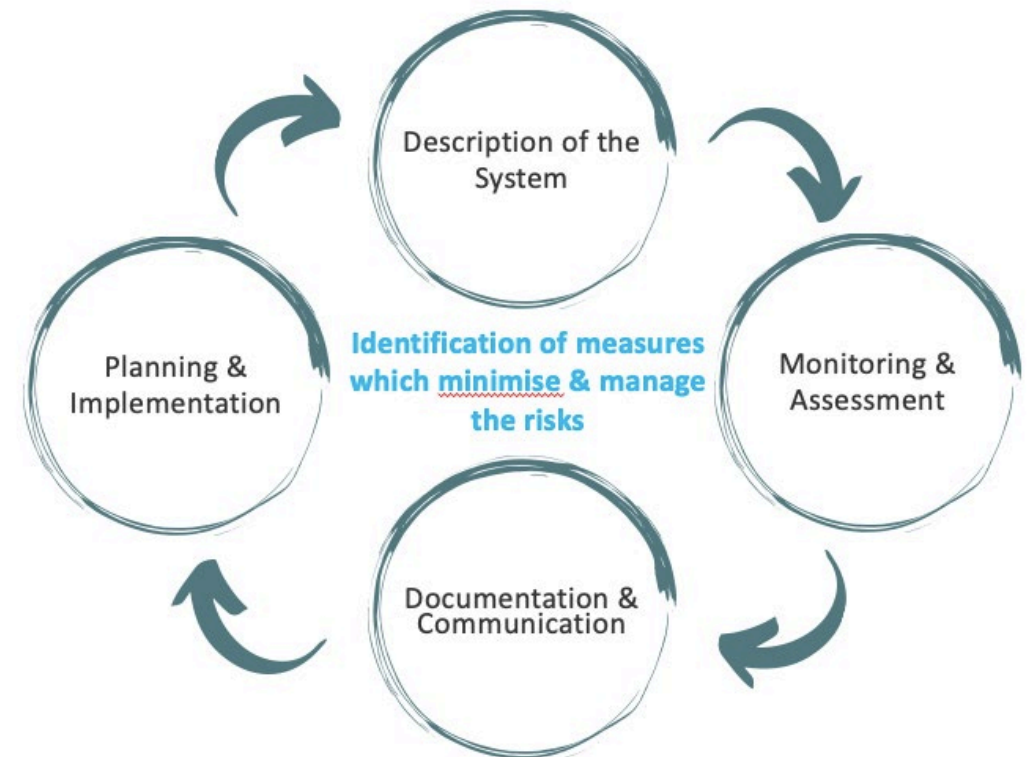 Description of the
System
Planning &
Implementation
Identification of measures
which minimise & manage
the risks
Monitoring &
Assessment
Documentation &
Communication